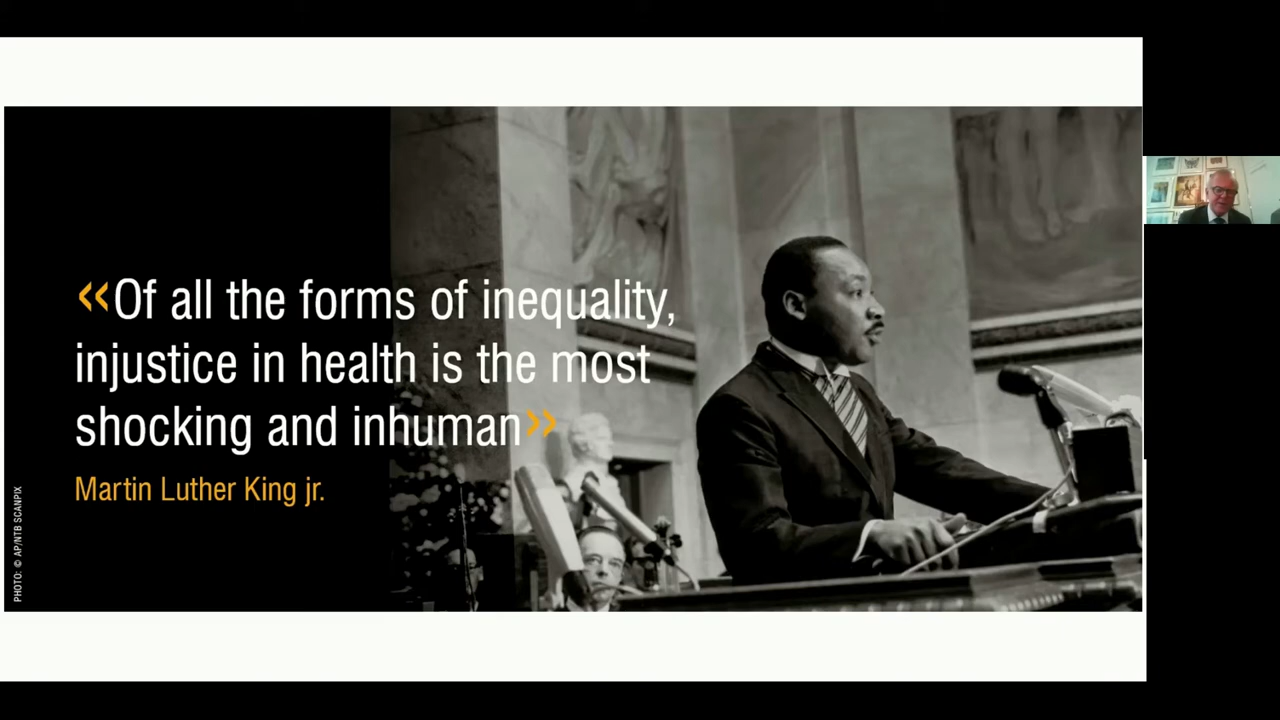 «Of all the forms of inequality,
injustice in health is the most
shocking and inhuman»
Martin Luther King jr.
PHOTO: © AP/NTB SCANPIX